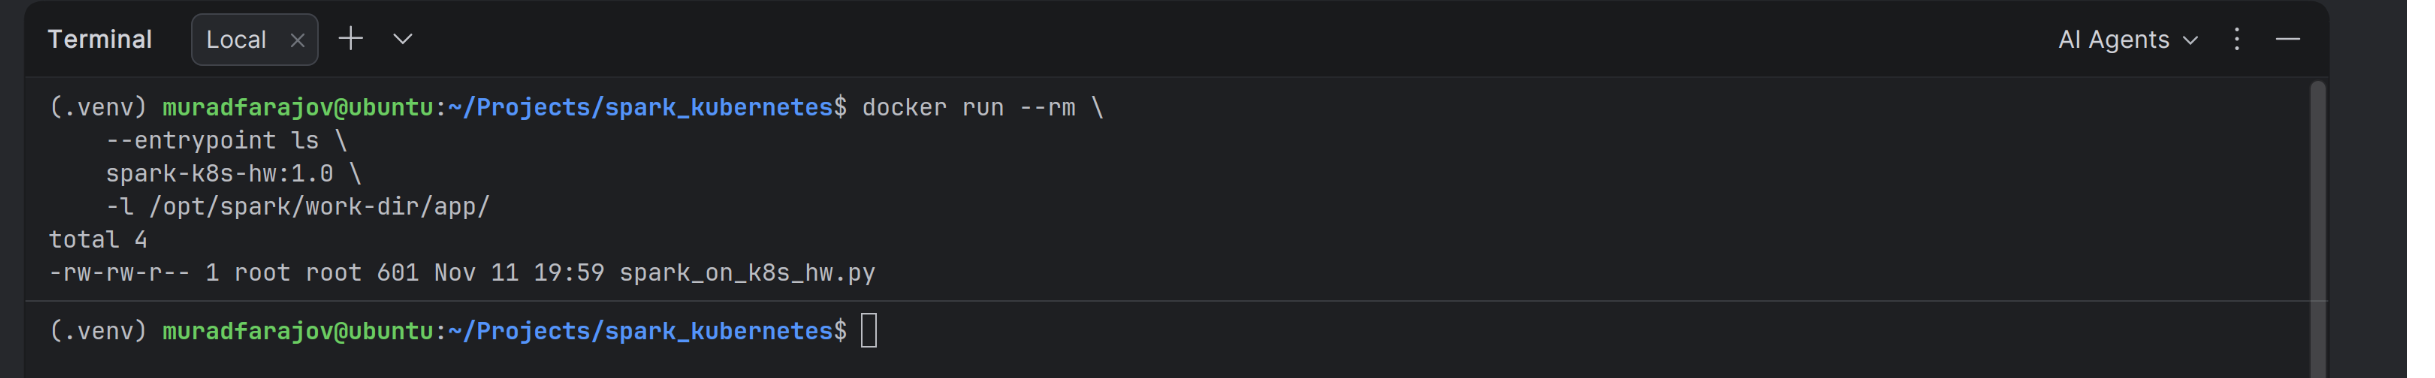 Terminal Local AI Agents
(.venv) muradfarajov@ubuntu:~/Projects/spark_kubernetes$ docker run --rm \
    --entrypoint ls \
    spark-k8s-hw:1.0 \
    -l /opt/spark/work-dir/app/
total 4
-rw-rw-r-- 1 root root 601 Nov 11 19:59 spark_on_k8s_hw.py
(.venv) muradfarajov@ubuntu:~/Projects/spark_kubernetes$